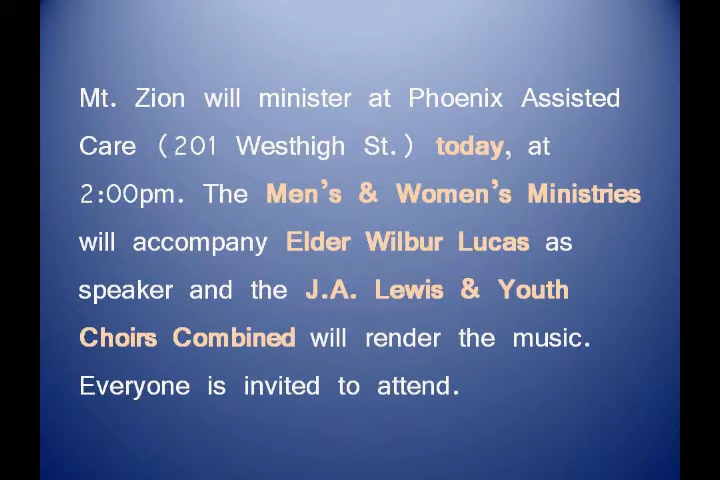 Mt. Zion will minister at Phoenix Assisted
Care (201 Westhigh St.) today, at
2:00pm. The Men's & Women's Ministries
will accompany Elder Wilbur Lucas as
speaker and the J.A. Lewis & Youth
Choirs Combined will render the music.
Everyone is invited to attend.